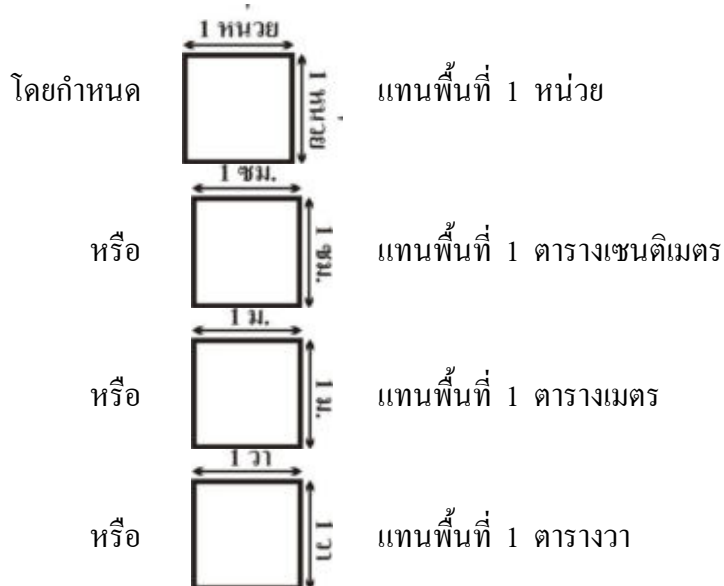 1 หน่วย
โดยกำหนด 1 หน่วย แทนพื้นที่ 1 หน่วย
1 ซม.
หรือ 1 ซม. แทนพื้นที่ 1 ตารางเซนติเมตร
1 ม.
หรือ 1 ม. แทนพื้นที่ 1 ตารางเมตร
1 วา
หรือ 1 วา แทนพื้นที่ 1 ตารางวา